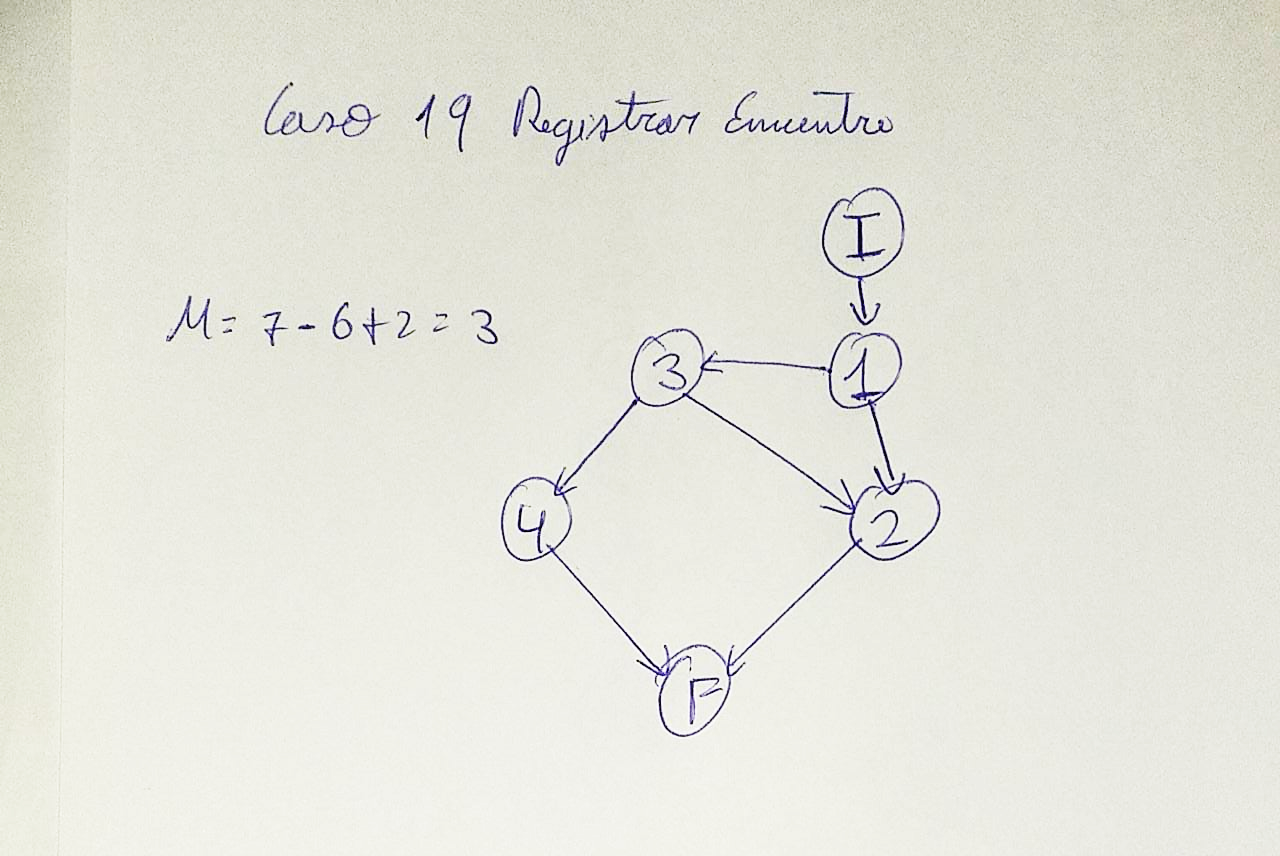 Caso 19 Registrar Encuentro
I
M = 7 - 6 + 2 = 3
3
1
4
2
F